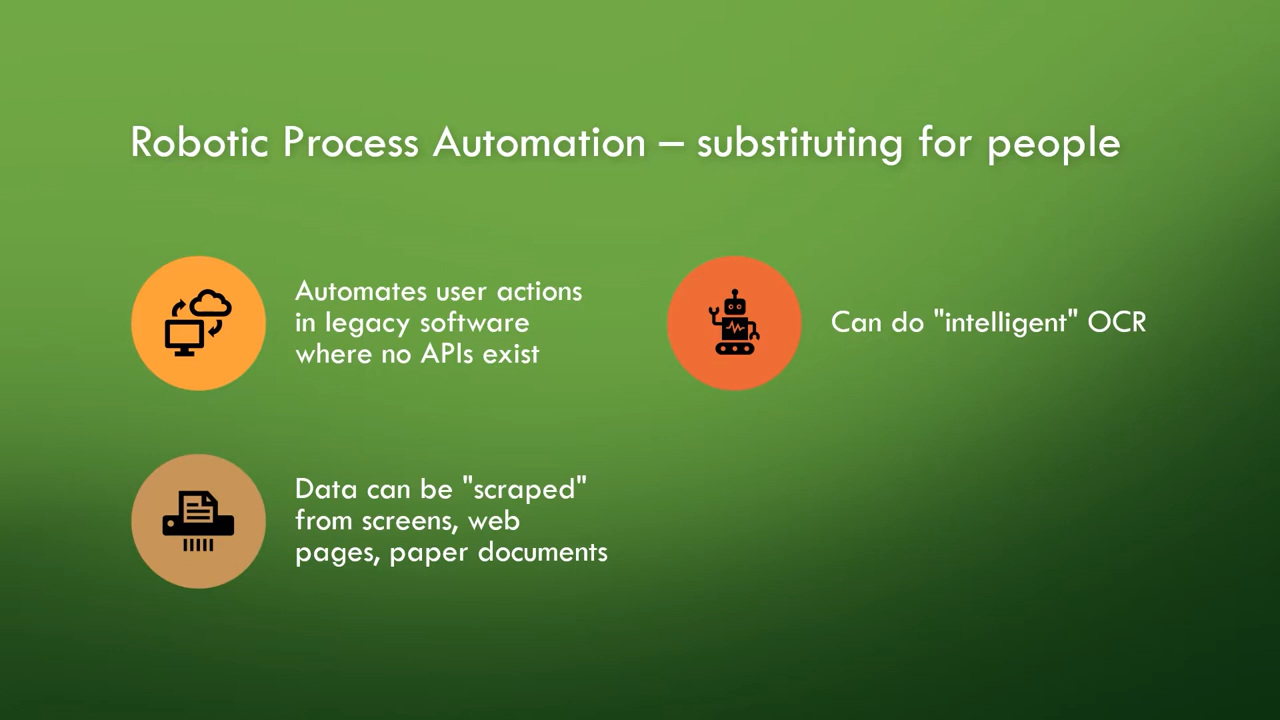 Robotic Process Automation – substituting for people
Automates user actions
in legacy software
where no APIs exist
Can do "intelligent" OCR
Data can be "scraped"
from screens, web
pages, paper documents